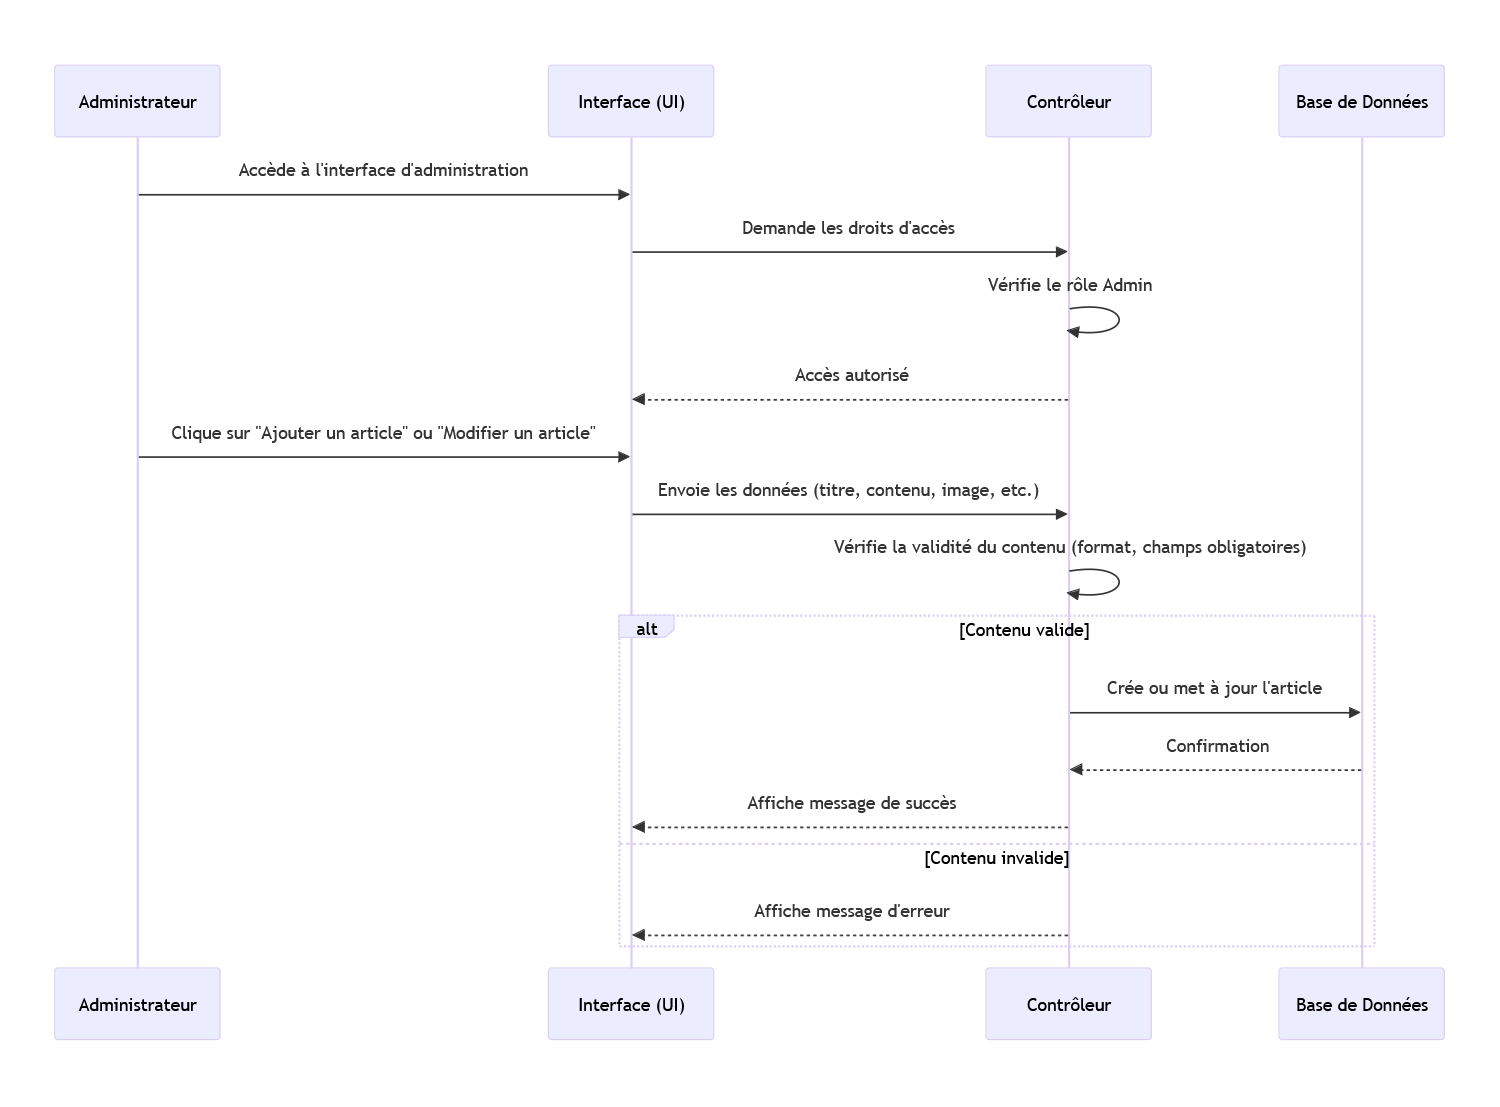 Administrateur
Interface (UI)
Contrôleur
Base de Données
Accède à l'interface d'administration
Demande les droits d'accès
Vérifie le rôle Admin
Accès autorisé
Clique sur "Ajouter un article" ou "Modifier un article"
Envoie les données (titre, contenu, image, etc.)
Vérifie la validité du contenu (format, champs obligatoires)
alt
[Contenu valide]
Crée ou met à jour l'article
Confirmation
Affiche message de succès
[Contenu invalide]
Affiche message d'erreur
Administrateur
Interface (UI)
Contrôleur
Base de Données